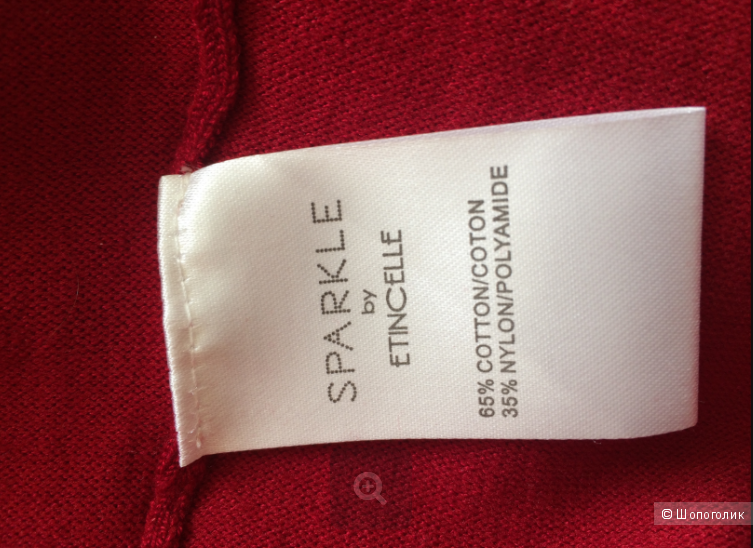 SPARKLE
by
ETINCELLE
65% COTTON/COTON
35% NYLON/POLYAMIDE
© Шопоголик